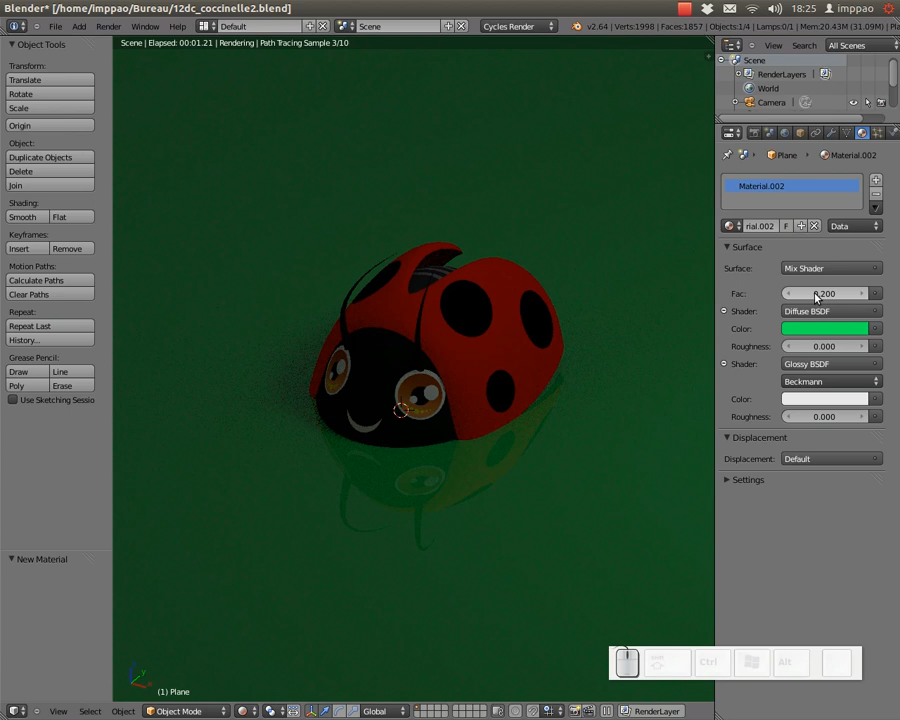 Blender* [/home/imppao/Bureau/12dc_coccinelle2.blend]
18:25 imppao
File Add Render Window Help Default Scene Cycles Render v2.64 | Verts:1998 | Faces:1857 | Objects:1/4 | Lamps:0/1 | Mem:20.43M (31.09M) | Pla
Object Tools
Transform:
Translate
Rotate
Scale
Origin
Object:
Duplicate Objects
Delete
Join
Shading:
Smooth Flat
Keyframes:
Insert Remove
Motion Paths:
Calculate Paths
Clear Paths
Repeat:
Repeat Last
History...
Grease Pencil:
Draw Line
Poly Erase
Use Sketching Sessio
New Material
Scene | Elapsed: 00:01.21 | Rendering | Path Tracing Sample 3/10
y
(1) Plane
View Select Object Object Mode Global RenderLayer
View Search All Scenes
Scene
RenderLayers |
World
Camera |
Plane Material.002
Material.002
rial.002 F Data
Surface
Surface: Mix Shader
Fac: 0.200
Shader: Diffuse BSDF
Color:
Roughness: 0.000
Shader: Glossy BSDF
Beckmann
Color:
Roughness: 0.000
Displacement
Displacement: Default
Settings
Ctrl Alt